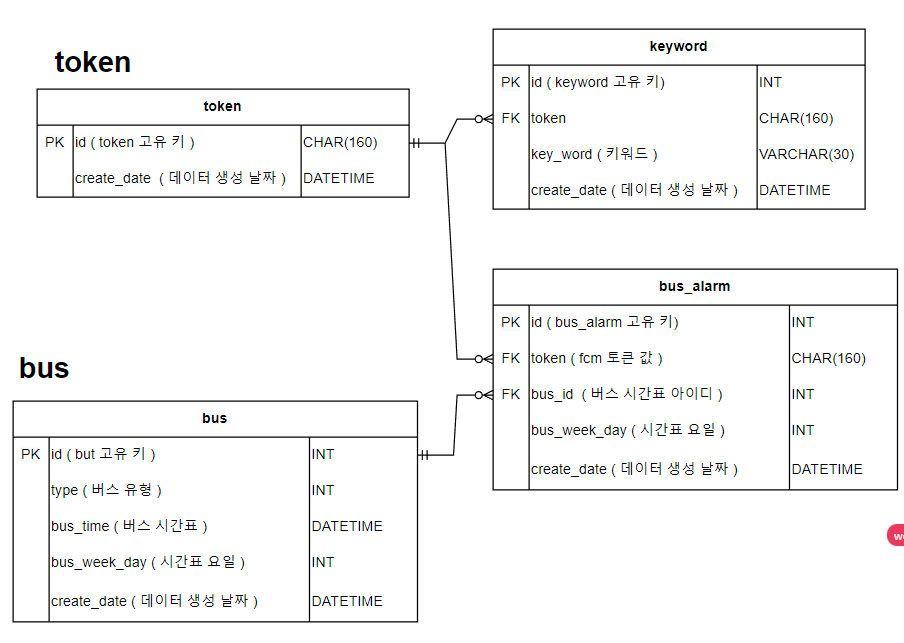 token
token
PK id ( token 고유 키 ) CHAR(160)
create_date ( 데이터 생성 날짜 ) DATETIME
keyword
PK id ( keyword 고유 키) INT
FK token CHAR(160)
key_word ( 키워드 ) VARCHAR(30)
create_date ( 데이터 생성 날짜 ) DATETIME
bus_alarm
PK id ( bus_alarm 고유 키) INT
FK token ( fcm 토큰 값 ) CHAR(160)
FK bus_id ( 버스 시간표 아이디 ) INT
bus_week_day ( 시간표 요일 ) INT
create_date ( 데이터 생성 날짜 ) DATETIME
bus
bus
PK id ( but 고유 키 ) INT
type ( 버스 유형 ) INT
bus_time ( 버스 시간표 ) DATETIME
bus_week_day ( 시간표 요일 ) INT
create_date ( 데이터 생성 날짜 ) DATETIME